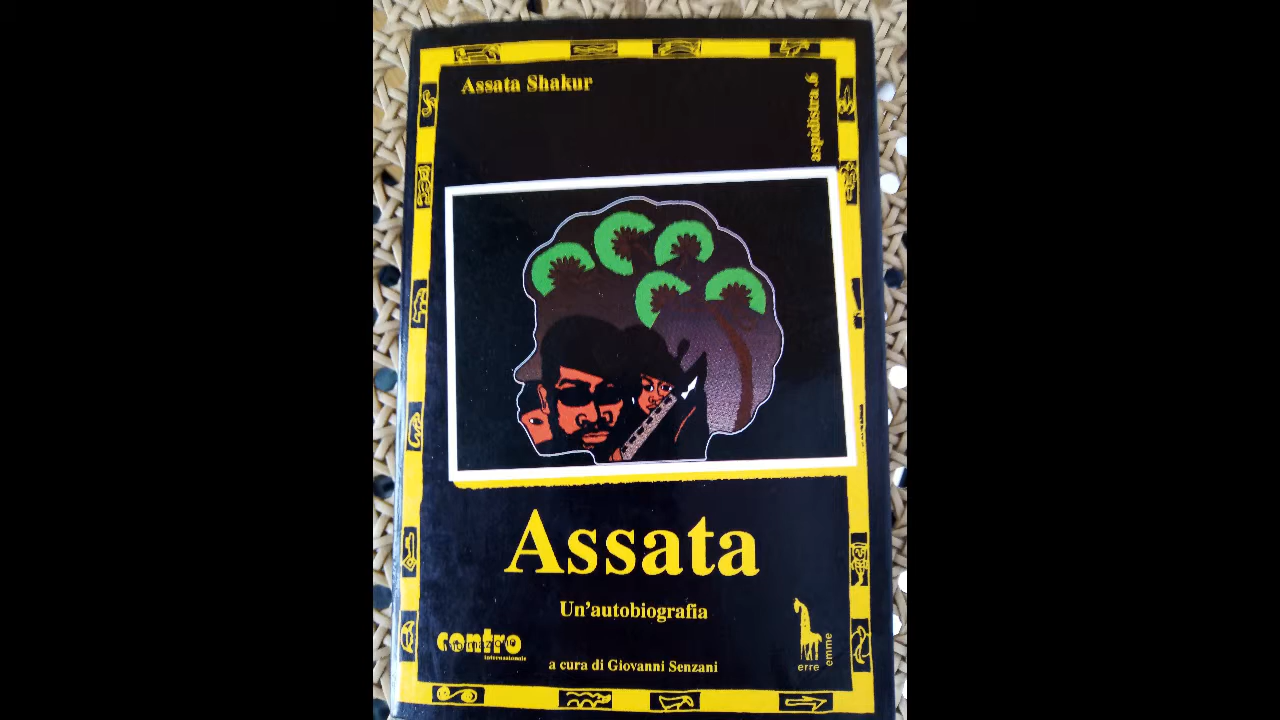 Assata Shakur
aspidistra .6
Assata
Un'autobiografia
contro
internazionale
a cura di Giovanni Senzani
erre
emme